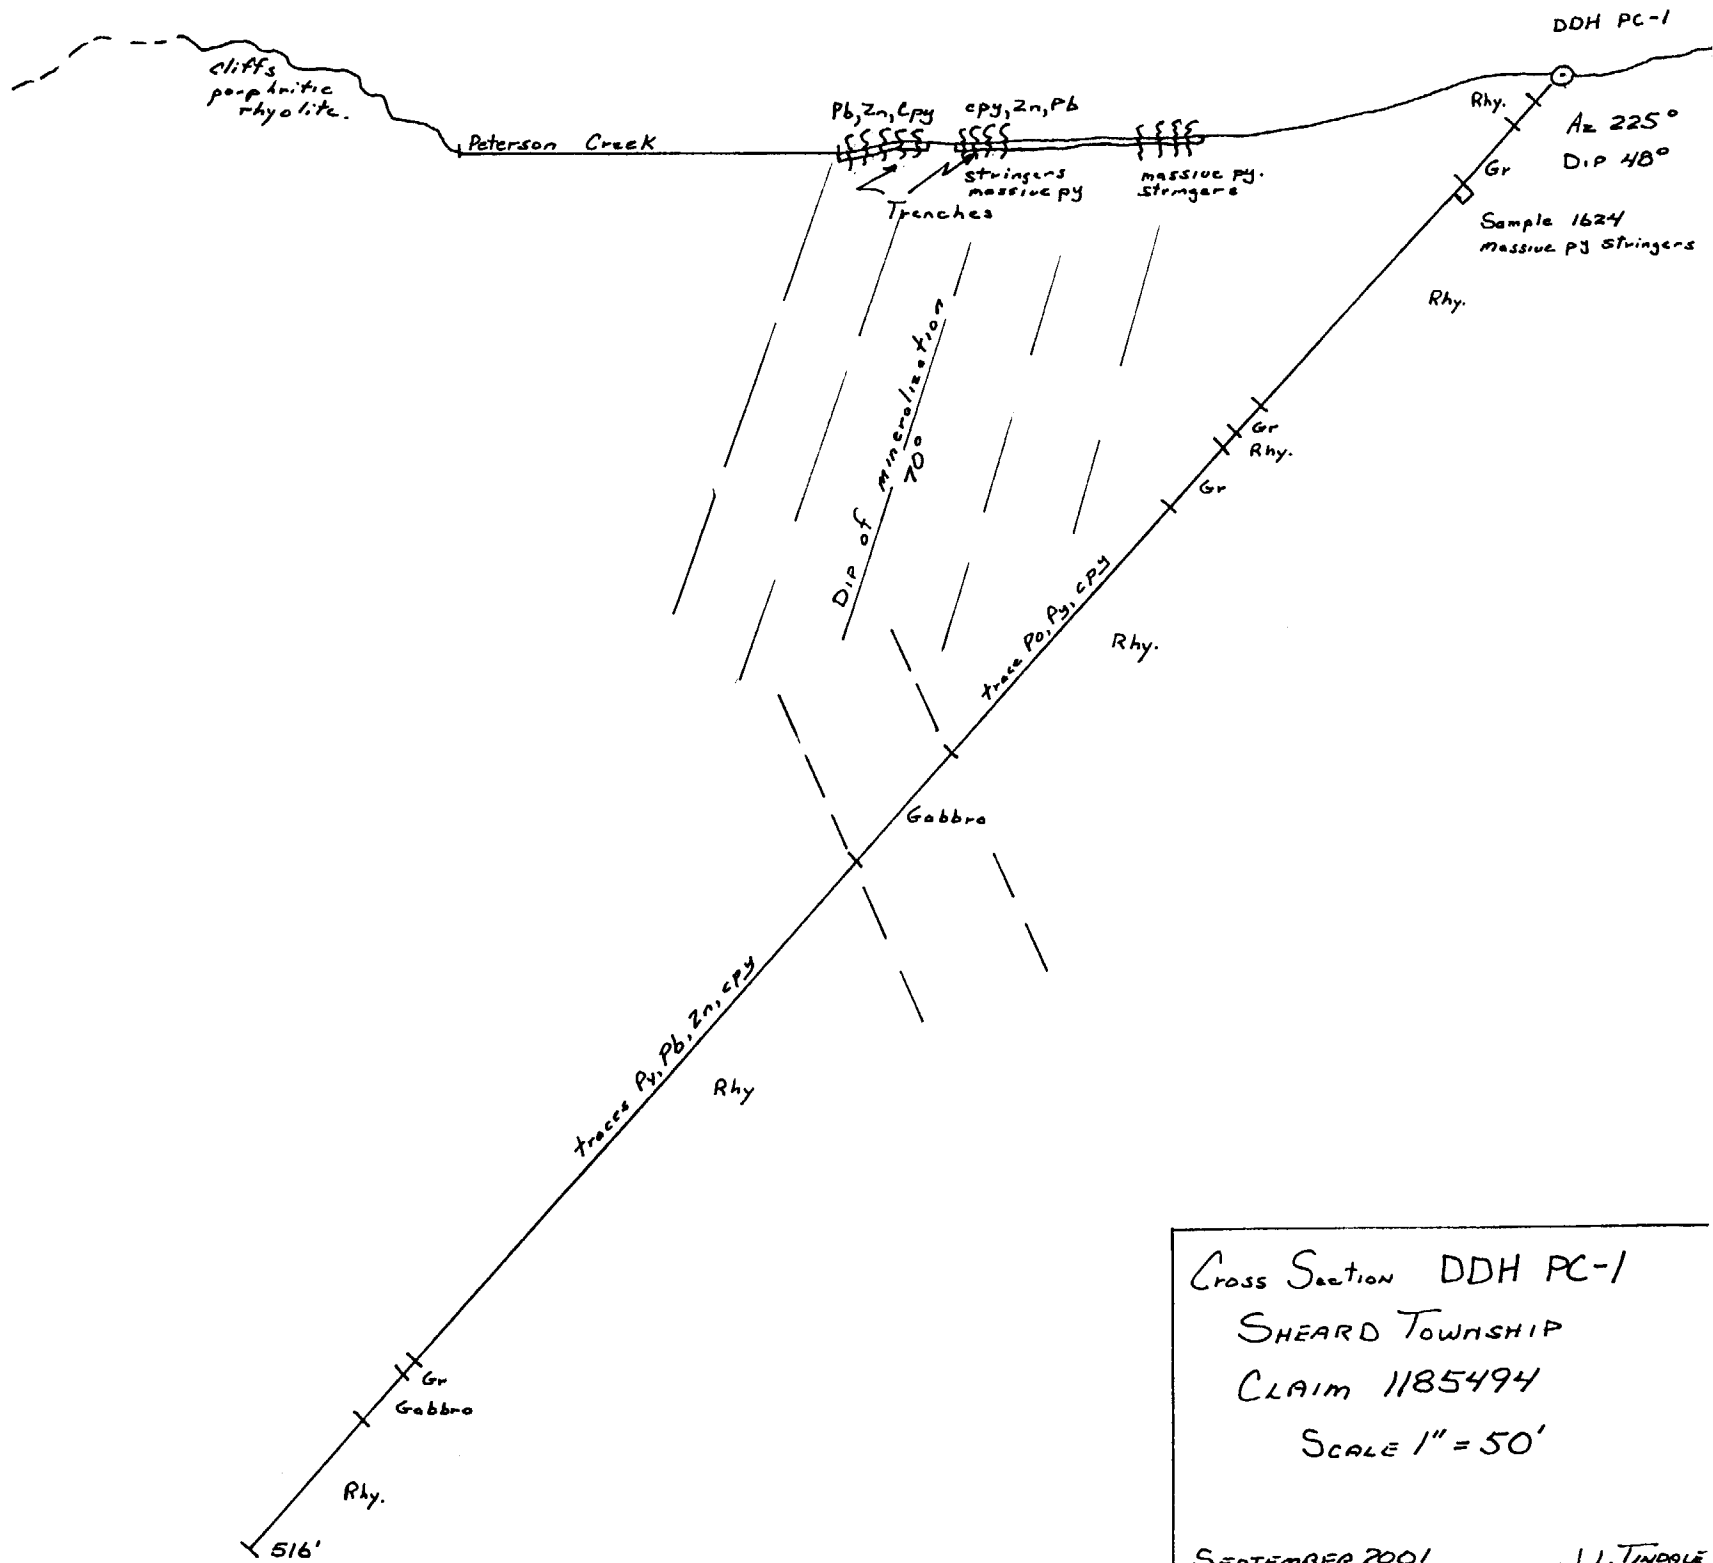 DDH PC-1
cliffs
porphritic
rhyolite.
Pb, Zn, Cpy
cpy, Zn, Pb
Rhy.
Az 225°
Dip 48°
Peterson Creek
stringers
massive py
massive py.
stringers
Trenches
Gr
Sample 1624
massive py stringers
Rhy.
Dip of mineralization
70°
Gr
Rhy.
Gr
trace po, Py, cpy
Rhy.
Gabbro
traces Py, Pb, Zn, cpy
Rhy
Gr
Gabbro
Rhy.
516'
Cross Section DDH PC-1
SHEARD TOWNSHIP
CLAIM 1185494
SCALE 1" = 50'
SEPTEMBER 2001
TINDALE